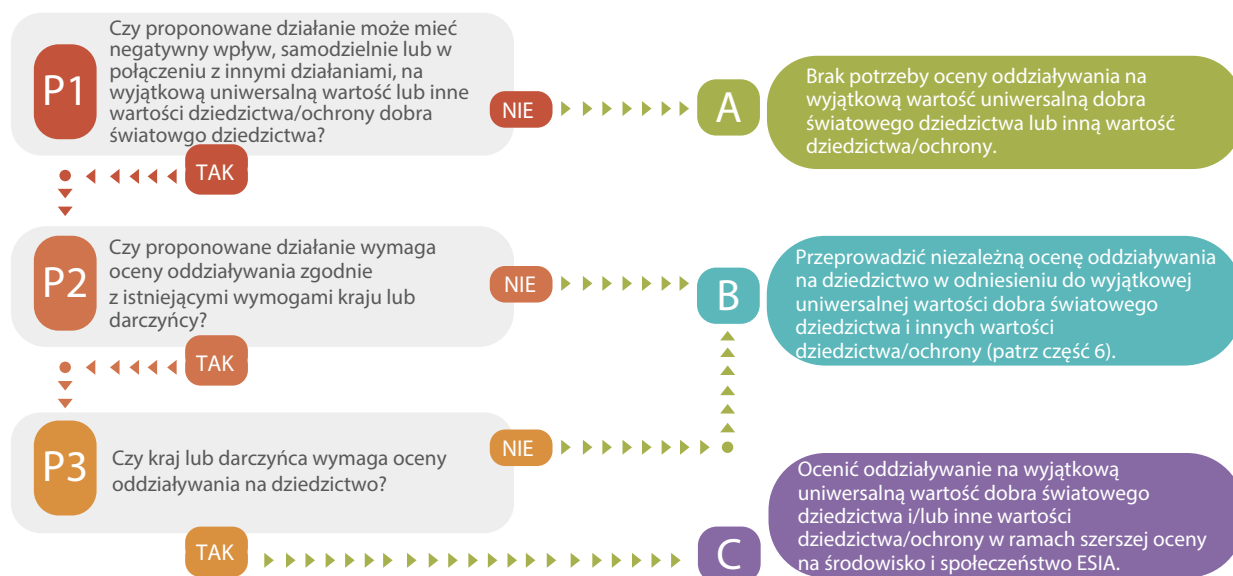 P1
Czy proponowane działanie może mieć
negatywny wpływ, samodzielnie lub w
połączeniu z innymi działaniami, na
wyjątkową uniwersalną wartość lub inne
wartości dziedzictwa/ochrony dobra
światowgo dziedzictwa?
NIE
A
Brak potrzeby oceny oddziaływania na
wyjątkową wartość uniwersalną dobra
światowego dziedzictwa lub inną wartość
dziedzictwa/ochrony.
TAK
P2
Czy proponowane działanie wymaga
oceny oddziaływania zgodnie
z istniejącymi wymogami kraju lub
darczyńcy?
NIE
B
Przeprowadzić niezależną ocenę oddziaływania
na dziedzictwo w odniesieniu do wyjątkowej
uniwersalnej wartości dobra światowego
dziedzictwa i innych wartości
dziedzictwa/ochrony (patrz część 6).
TAK
P3
Czy kraj lub darczyńca wymaga oceny
oddziaływania na dziedzictwo?
NIE
TAK
C
Ocenić oddziaływanie na wyjątkową
uniwersalną wartość dobra światowego
dziedzictwa i/lub inne wartości
dziedzictwa/ochrony w ramach szerszej oceny
na środowisko i społeczeństwo ESIA.